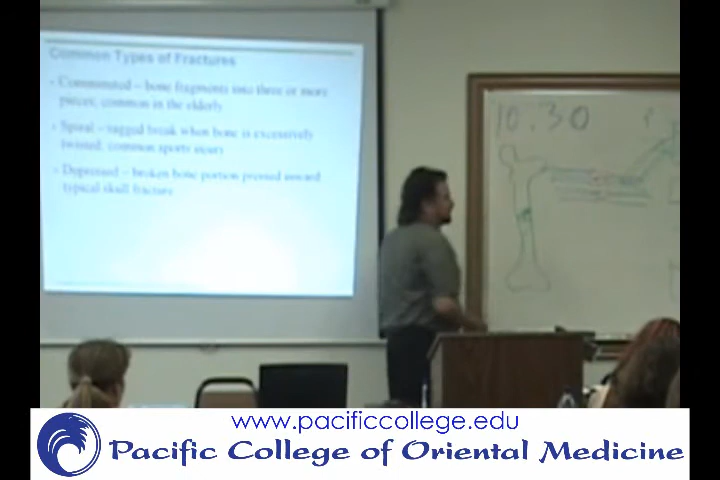 Common Types of Fractures
• Comminuted – bone fragments into three or more
pieces; common in the elderly
• Spiral – ragged break when bone is excessively
twisted; common sports injury
• Depressed – broken bone portion pressed inward
typical skull fracture
10.30
www.pacificcollege.edu
Pacific College of Oriental Medicine